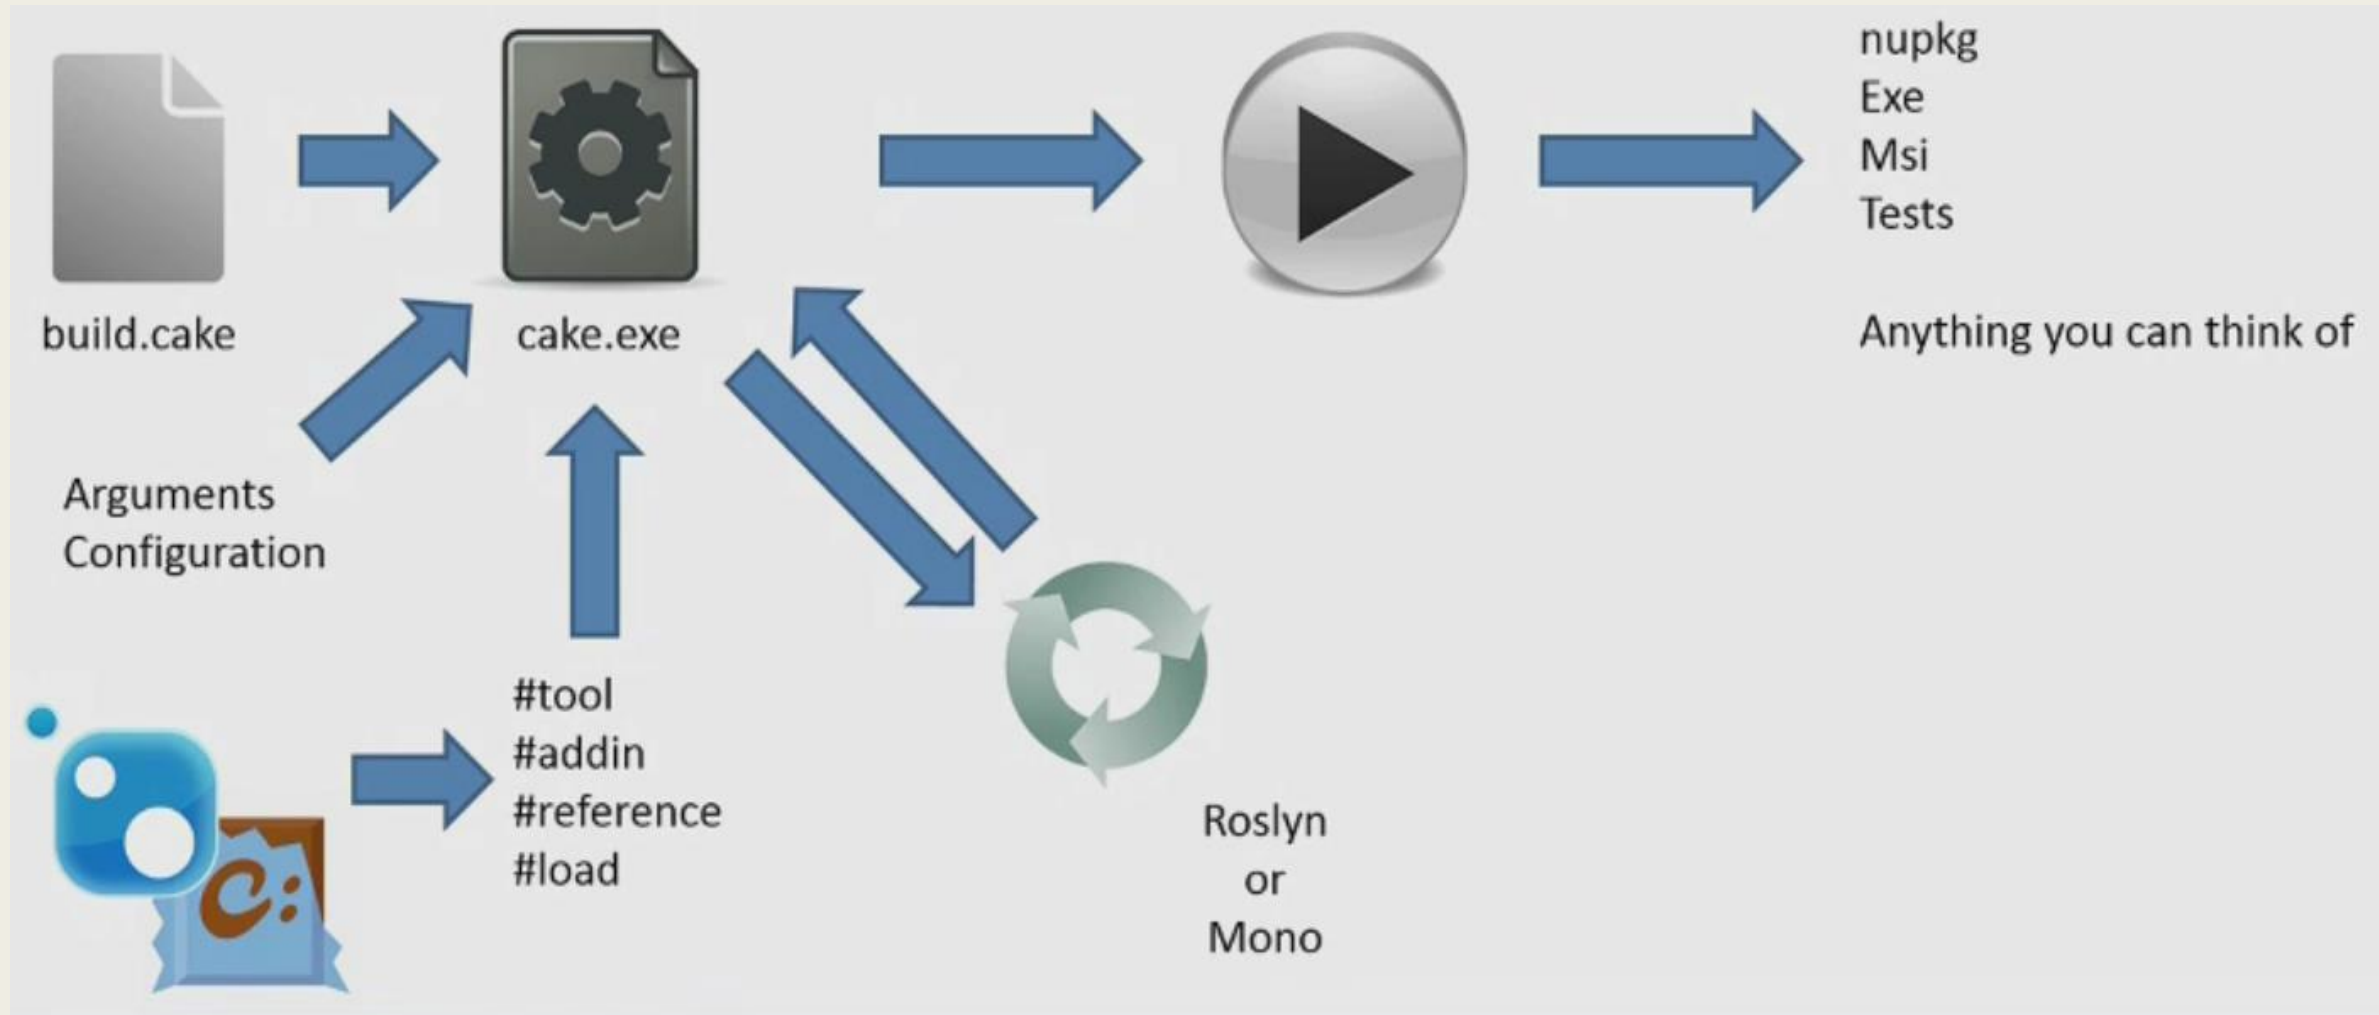 build.cake
cake.exe
nupkg
Exe
Msi
Tests
Anything you can think of
Arguments
Configuration
#tool
#addin
#reference
#load
C:
Roslyn
or
Mono